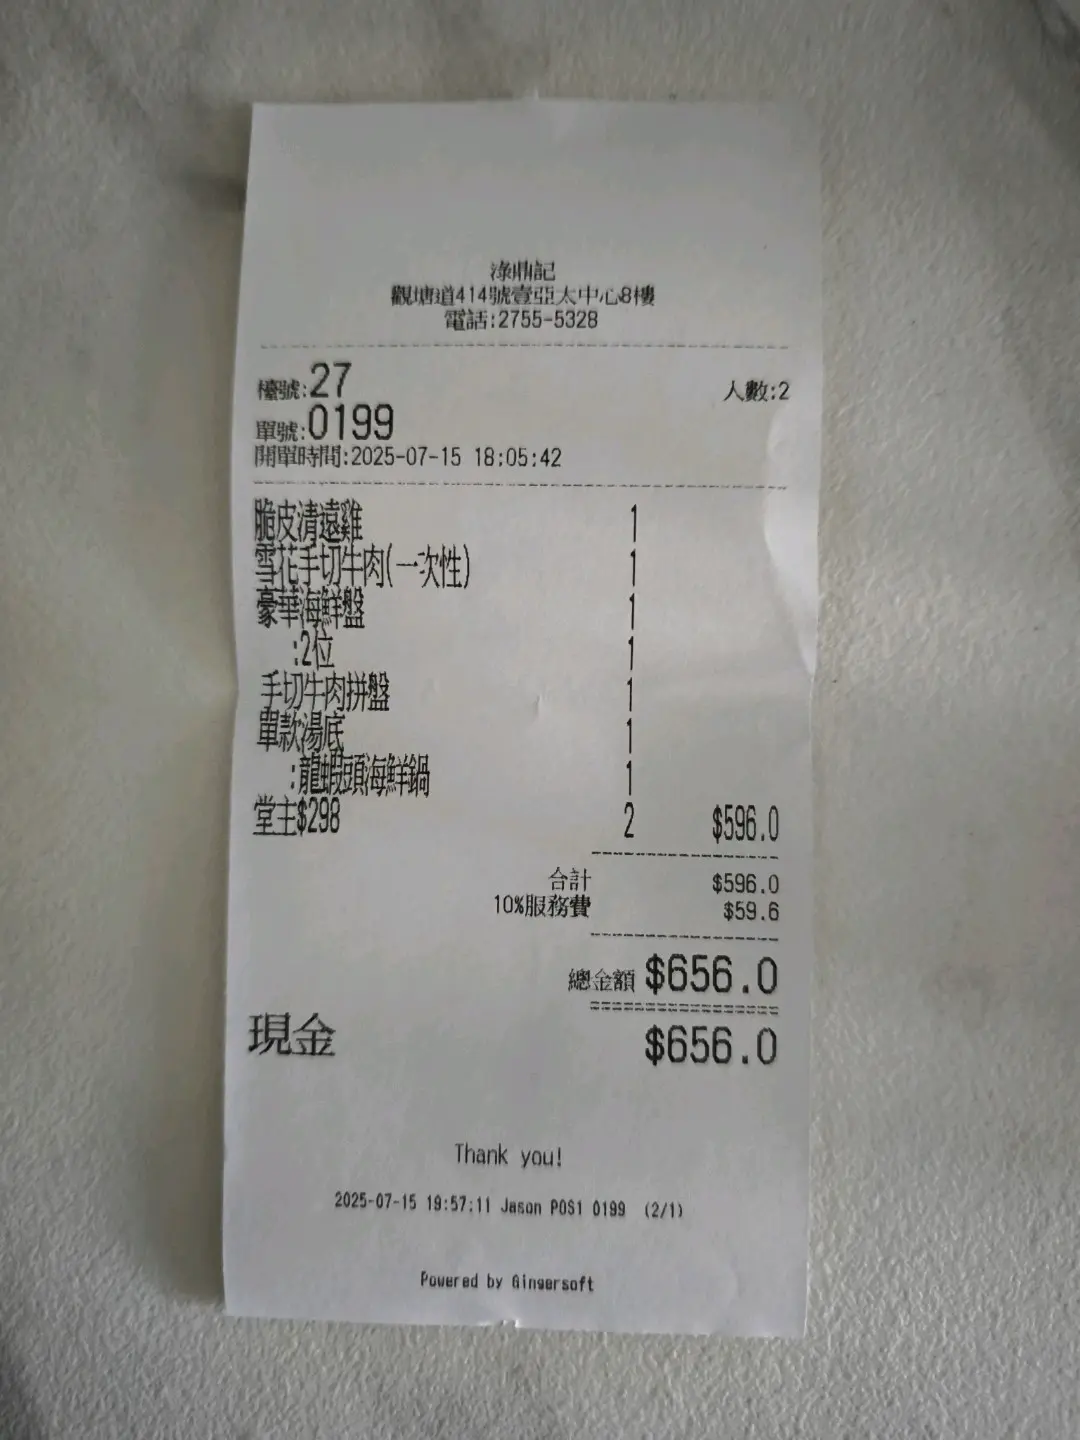 淥鼎記
觀塘道414號壹亞太中心8樓
電話:2755-5328
檯號:27 人數:2
單號:0199
開單時間:2025-07-15 18:05:42
脆皮清遠雞 1
雪花手切牛肉(一次性) 1
豪華海鮮盤 1
:2位 1
手切牛肉拼盤 1
單款湯底 1
:龍蝦頭海鮮鍋 1
堂主$298 2 $596.0
合計 $596.0
10%服務費 $59.6
總金額 $656.0
現金 $656.0
Thank you!
2025-07-15 19:57:11 Jason POS1 0199 (2/1)
Powered by Gingersoft